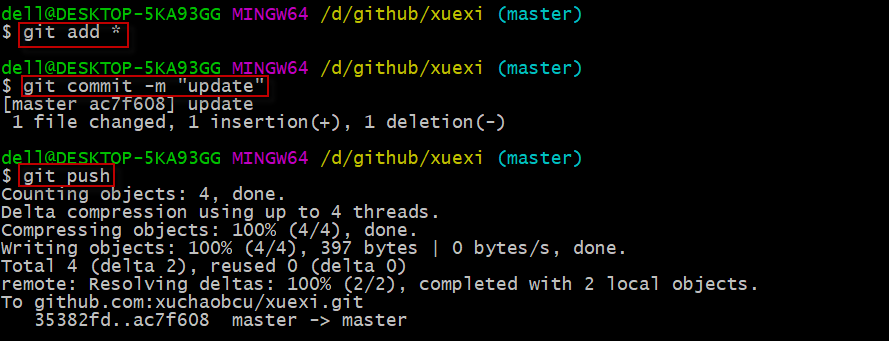 dell@DESKTOP-5KA93GG MINGW64 /d/github/xuexi (master)
$ git add *
dell@DESKTOP-5KA93GG MINGW64 /d/github/xuexi (master)
$ git commit -m "update"
[master ac7f608] update
 1 file changed, 1 insertion(+), 1 deletion(-)
dell@DESKTOP-5KA93GG MINGW64 /d/github/xuexi (master)
$ git push
Counting objects: 4, done.
Delta compression using up to 4 threads.
Compressing objects: 100% (4/4), done.
Writing objects: 100% (4/4), 397 bytes | 0 bytes/s, done.
Total 4 (delta 2), reused 0 (delta 0)
remote: Resolving deltas: 100% (2/2), completed with 2 local objects.
To github.com:xuchaobcu/xuexi.git
   35382fd..ac7f608  master -> master